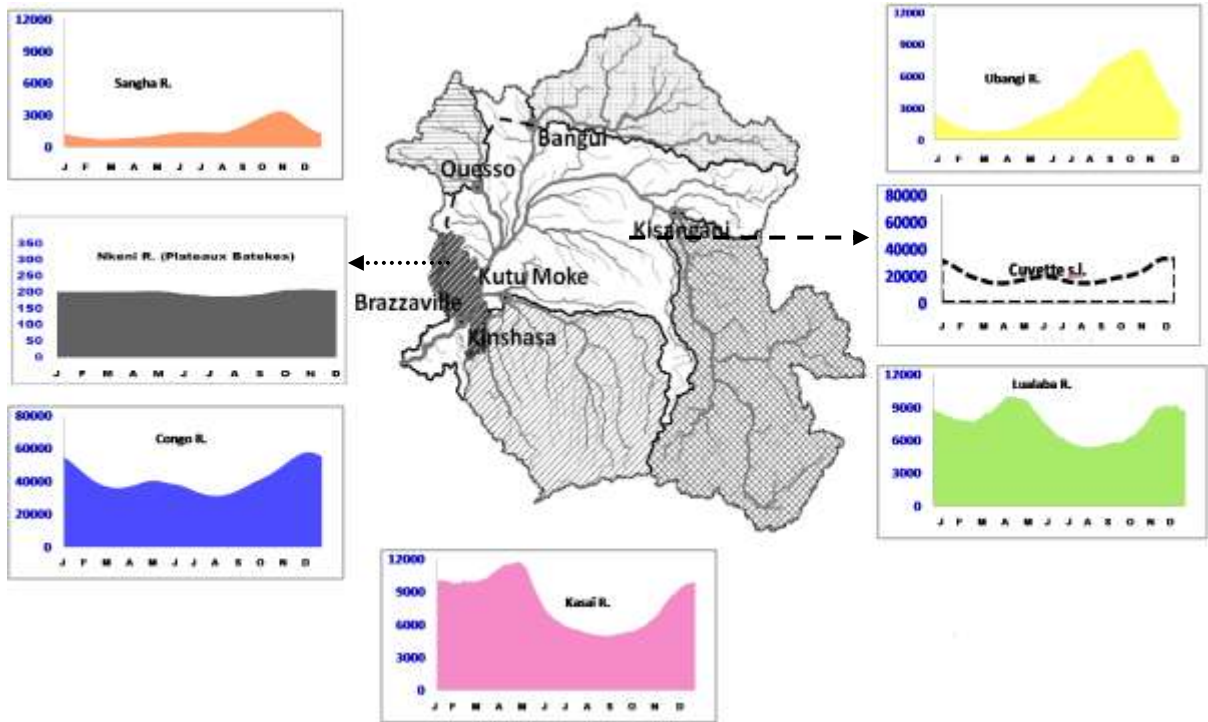 12000
9000
6000
3000
0
Sangha R.
J F M A M J J A S O N D
350
300
250
200
150
100
50
0
Nkeni R. (Plateaux Batekes)
J F M A M J J A S O N D
80000
60000
40000
20000
0
Congo R.
J F M A M J J A S O N D
Bangui
Ouesso
Kisangani
Kutu Moke
Brazzaville
Kinshasa
12000
9000
6000
3000
0
Kasaï R.
J F M A M J J A S O N D
12000
9000
6000
3000
0
Ubangi R.
J F M A M J J A S O N D
80000
60000
40000
20000
0
Cuvette s.l.
J F M A M J J A S O N D
12000
9000
6000
3000
0
Lualaba R.
J F M A M J J A S O N D